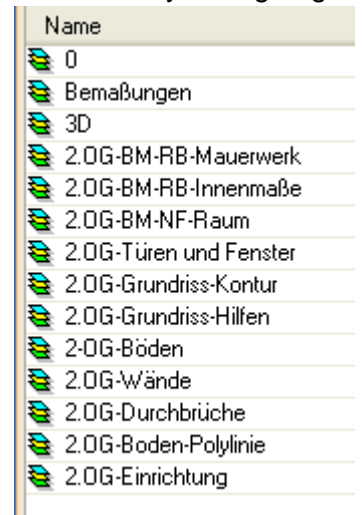 Name
0
Bemaßungen
3D
2.OG-BM-RB-Mauerwerk
2.OG-BM-RB-Innenmaße
2.OG-BM-NF-Raum
2.OG-Türen und Fenster
2.OG-Grundriss-Kontur
2.OG-Grundriss-Hilfen
2-OG-Böden
2.OG-Wände
2.OG-Durchbrüche
2.OG-Boden-Polylinie
2.OG-Einrichtung